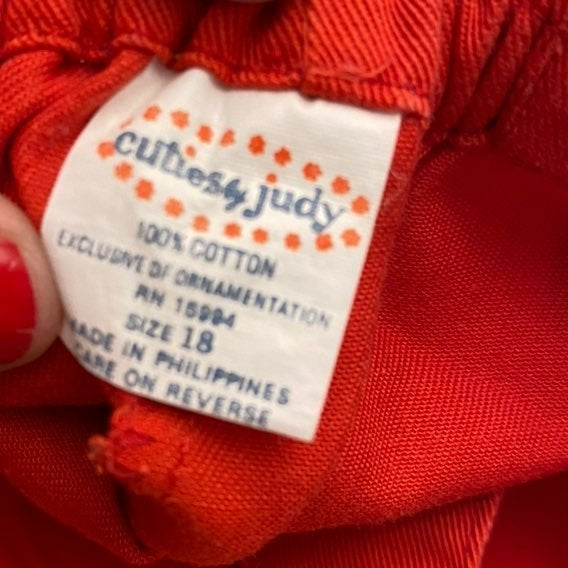 cuties by judy
100% COTTON
EXCLUSIVE OF ORNAMENTATION
RN 15994
SIZE 18
MADE IN PHILIPPINES
CARE ON REVERSE